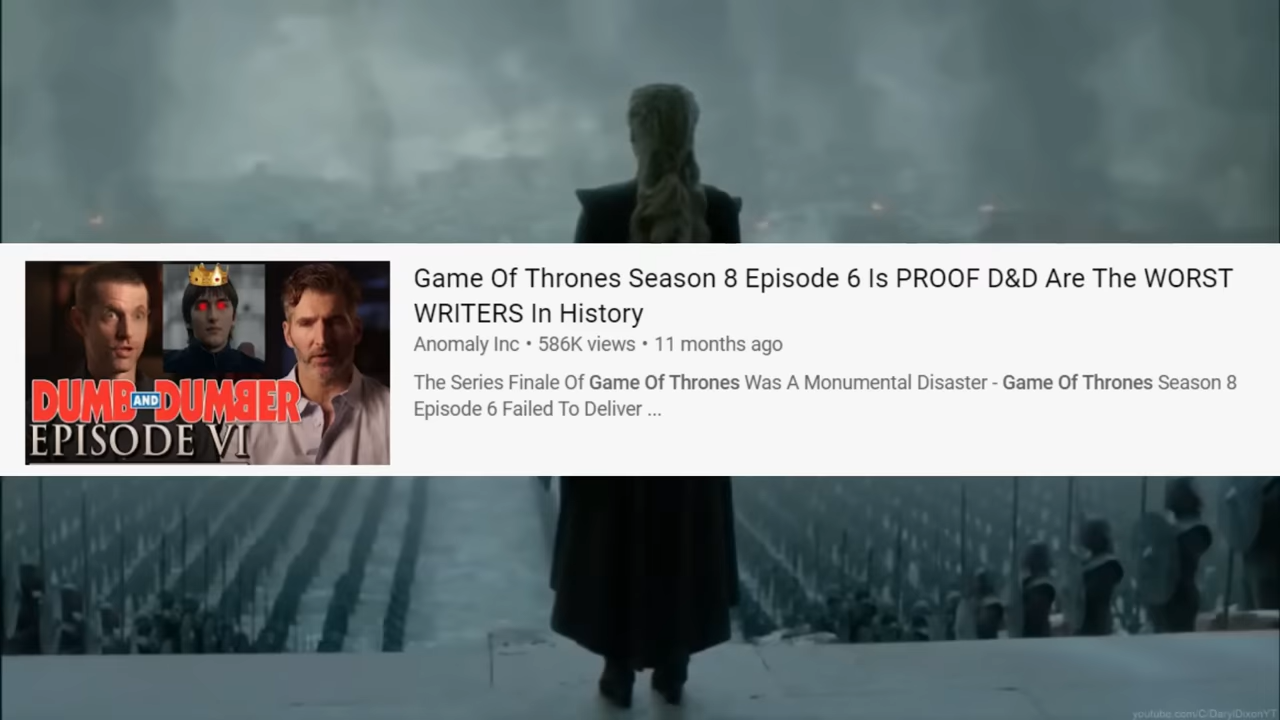 Game Of Thrones Season 8 Episode 6 Is PROOF D&D Are The WORST
WRITERS In History
Anomaly Inc • 586K views • 11 months ago
The Series Finale Of Game Of Thrones Was A Monumental Disaster - Game Of Thrones Season 8
Episode 6 Failed To Deliver ...
DUMB AND DUMBER
EPISODE VI
youtube.com/C/DarylDixonYT